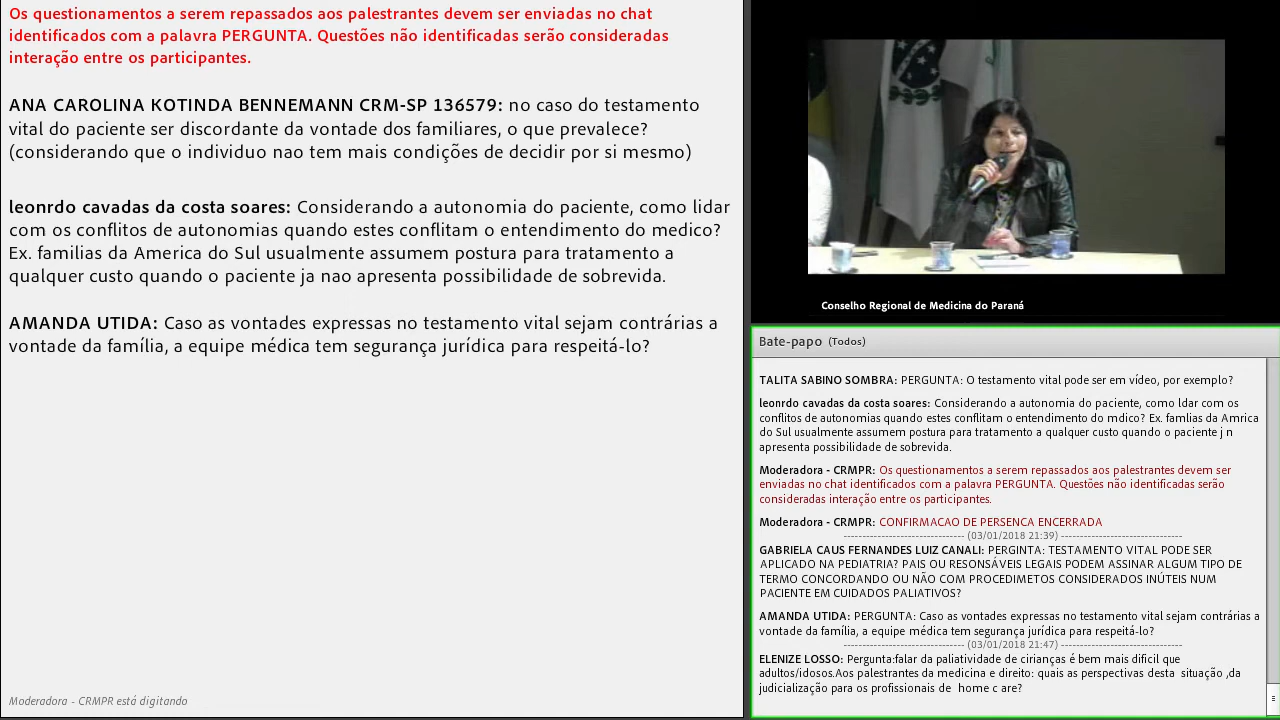 Os questionamentos a serem repassados aos palestrantes devem ser enviadas no chat
identificados com a palavra PERGUNTA. Questões não identificadas serão consideradas
interação entre os participantes.
ANA CAROLINA KOTINDA BENNEMANN CRM-SP 136579: no caso do testamento
vital do paciente ser discordante da vontade dos familiares, o que prevalece?
(considerando que o individuo nao tem mais condições de decidir por si mesmo)
leonrdo cavadas da costa soares: Considerando a autonomia do paciente, como lidar
com os conflitos de autonomias quando estes conflitam o entendimento do medico?
Ex. familias da America do Sul usualmente assumem postura para tratamento a
qualquer custo quando o paciente ja nao apresenta possibilidade de sobrevida.
AMANDA UTIDA: Caso as vontades expressas no testamento vital sejam contrárias a
vontade da família, a equipe médica tem segurança jurídica para respeitá-lo?
Moderadora - CRMPR está digitando
Conselho Regional de Medicina do Paraná
Bate-papo (Todos)
TALITA SABINO SOMBRA: PERGUNTA: O testamento vital pode ser em vídeo, por exemplo?
leonrdo cavadas da costa soares: Considerando a autonomia do paciente, como ldar com os
conflitos de autonomias quando estes conflitam o entendimento do mdico? Ex. famlias da Amrica
do Sul usualmente assumem postura para tratamento a qualquer custo quando o paciente j n
apresenta possibilidade de sobrevida.
Moderadora - CRMPR: Os questionamentos a serem repassados aos palestrantes devem ser
enviadas no chat identificados com a palavra PERGUNTA. Questões não identificadas serão
consideradas interação entre os participantes.
Moderadora - CRMPR: CONFIRMACAO DE PERSENCA ENCERRADA
------------------------------- (03/01/2018 21:39) -------------------------------
GABRIELA CAUS FERNANDES LUIZ CANALI: PERGINTA: TESTAMENTO VITAL PODE SER
APLICADO NA PEDIATRIA? PAIS OU RESONSÁVEIS LEGAIS PODEM ASSINAR ALGUM TIPO DE
TERMO CONCORDANDO OU NÃO COM PROCEDIMETOS CONSIDERADOS INÚTEIS NUM
PACIENTE EM CUIDADOS PALIATIVOS?
AMANDA UTIDA: PERGUNTA: Caso as vontades expressas no testamento vital sejam contrárias a
vontade da família, a equipe médica tem segurança jurídica para respeitá-lo?
------------------------------- (03/01/2018 21:47) -------------------------------
ELENIZE LOSSO: Pergunta:falar da paliatividade de cirianças é bem mais dificil que
adultos/idosos.Aos palestrantes da medicina e direito: quais as perspectivas desta situação ,da
judicialização para os profissionais de home c are?